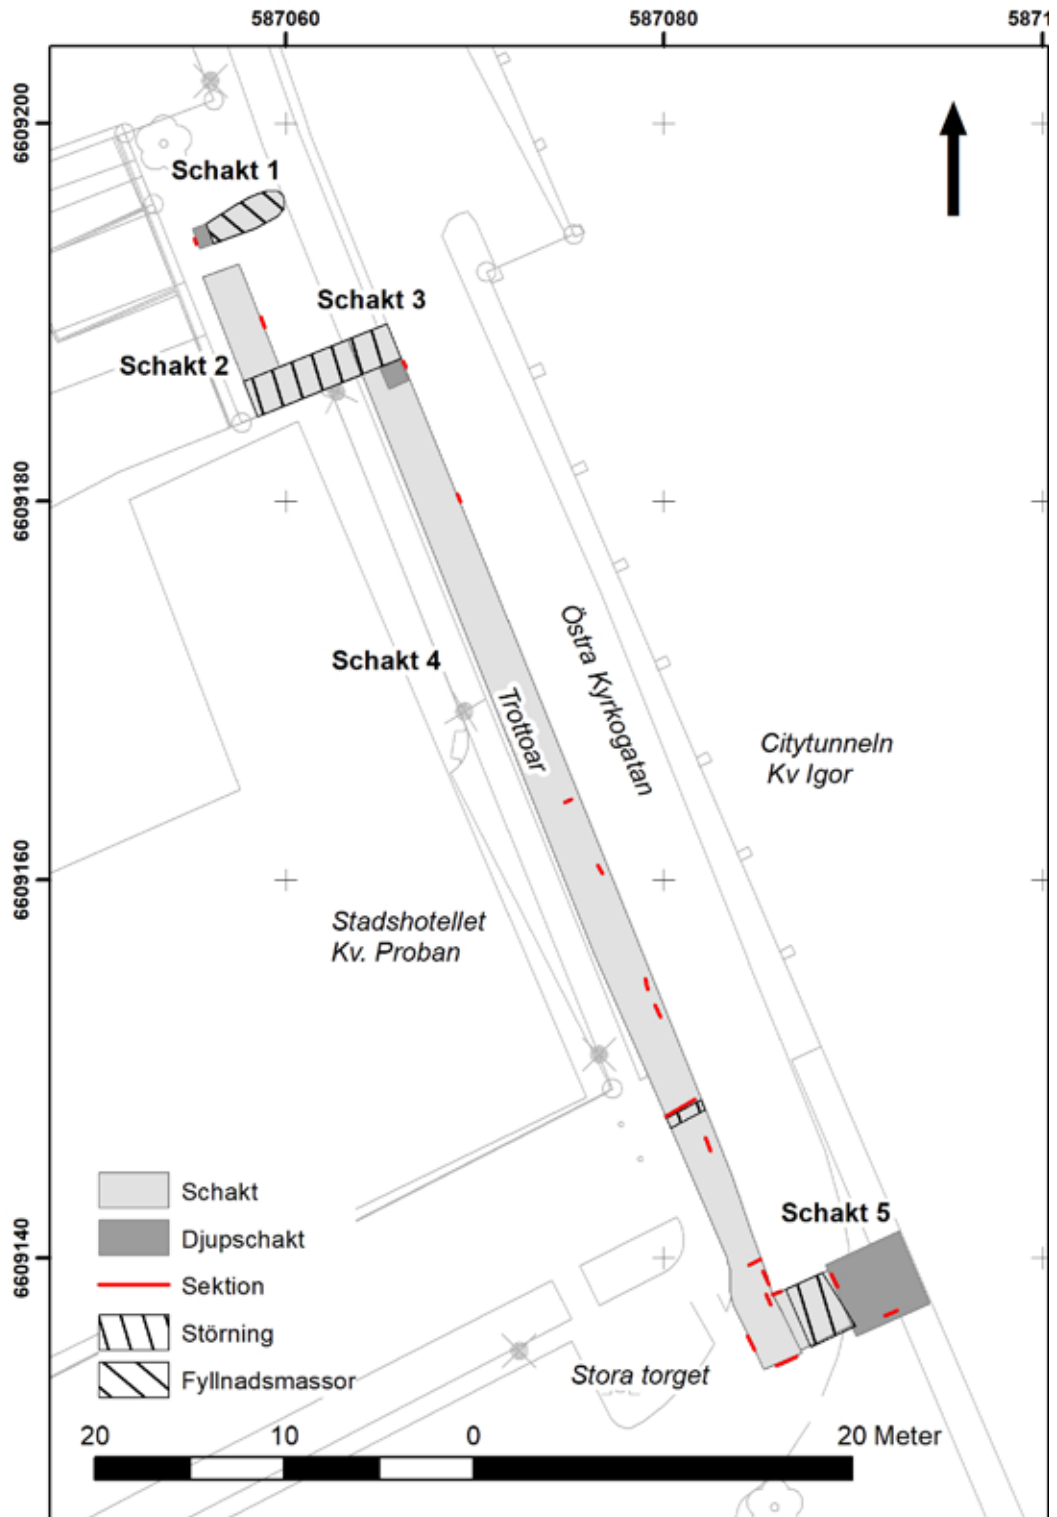 587060
587080
5871
6609200
Schakt 1
Schakt 3
Schakt 2
6609180
Östra Kyrkogatan
Schakt 4
Trottoar
Citytunneln
Kv Igor
6609160
Stadshotellet
Kv. Proban
Schakt
Schakt 5
Djupschakt
6609140
Sektion
Störning
Fyllnadsmassor
Stora torget
20 10 0 20 Meter